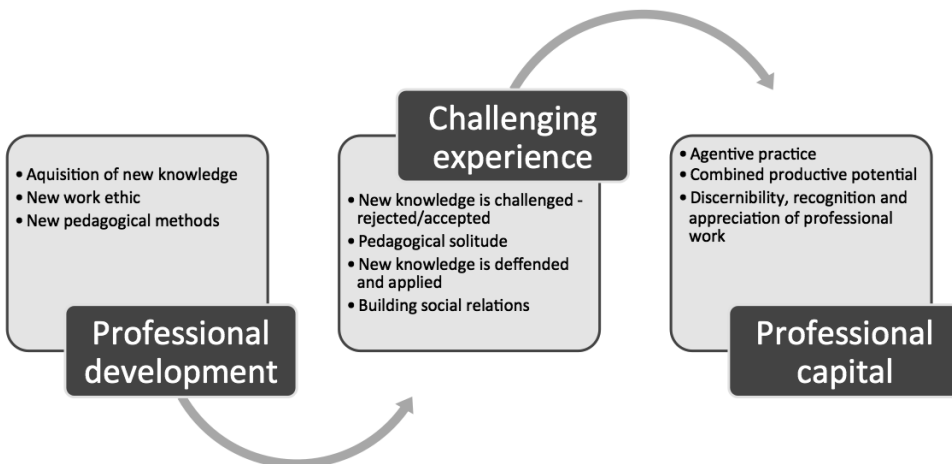 • Aquisition of new knowledge
• New work ethic
• New pedagogical methods
Professional
development
Challenging
experience
• New knowledge is challenged -
rejected/accepted
• Pedagogical solitude
• New knowledge is deffended
and applied
• Building social relations
• Agentive practice
• Combined productive potential
• Discernibility, recognition and
appreciation of professional
work
Professional
capital